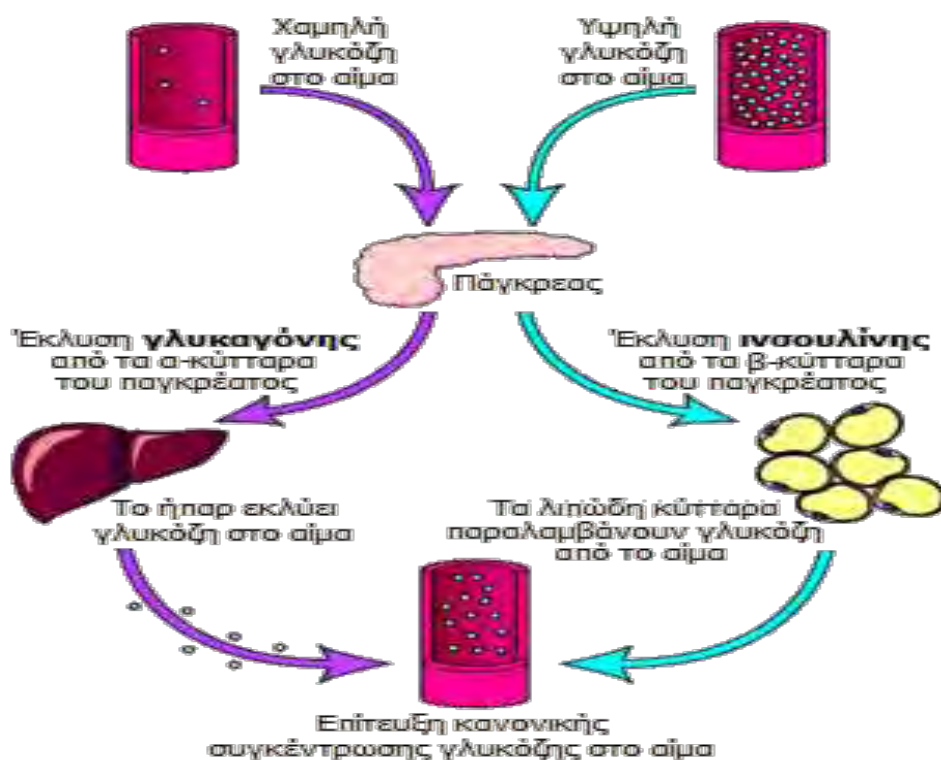 Χαμηλή
γλυκόζη
στο αίμα
Υψηλή
γλυκόζη
στο αίμα
Πάγκρεας
Έκλυση γλυκαγόνης
από τα α-κύτταρα
του παγκρέατος
Έκλυση ινσουλίνης
από τα β-κύτταρα
του παγκρέατος
Το ήπαρ εκλύει
γλυκόζη στο αίμα
Τα λιπώδη κύτταρα
παραλαμβάνουν γλυκόζη
από το αίμα
Επίτευξη κανονικής
συγκέντρωσης γλυκόζης στο αίμα